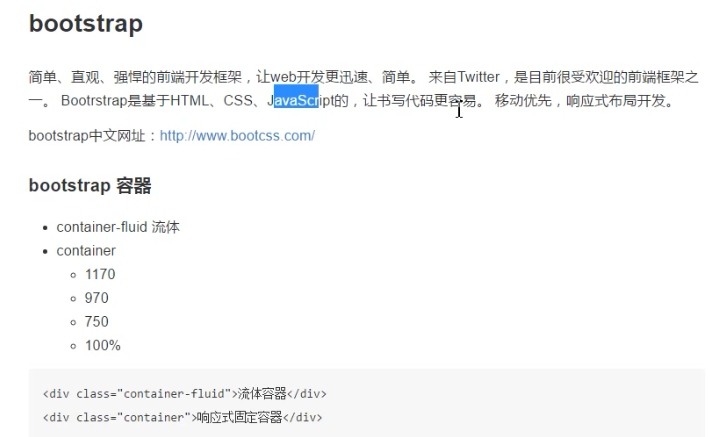 bootstrap
简单、直观、强悍的前端开发框架，让web开发更迅速、简单。 来自Twitter，是目前很受欢迎的前端框架之
一。 Bootrstrap是基于HTML、CSS、JavaScript的，让书写代码更容易。 移动优先，响应式布局开发。
bootstrap中文网址：http://www.bootcss.com/
bootstrap 容器
container-fluid 流体
container
1170
970
750
100%
<div class="container-fluid">流体容器</div>
<div class="container">响应式固定容器</div>